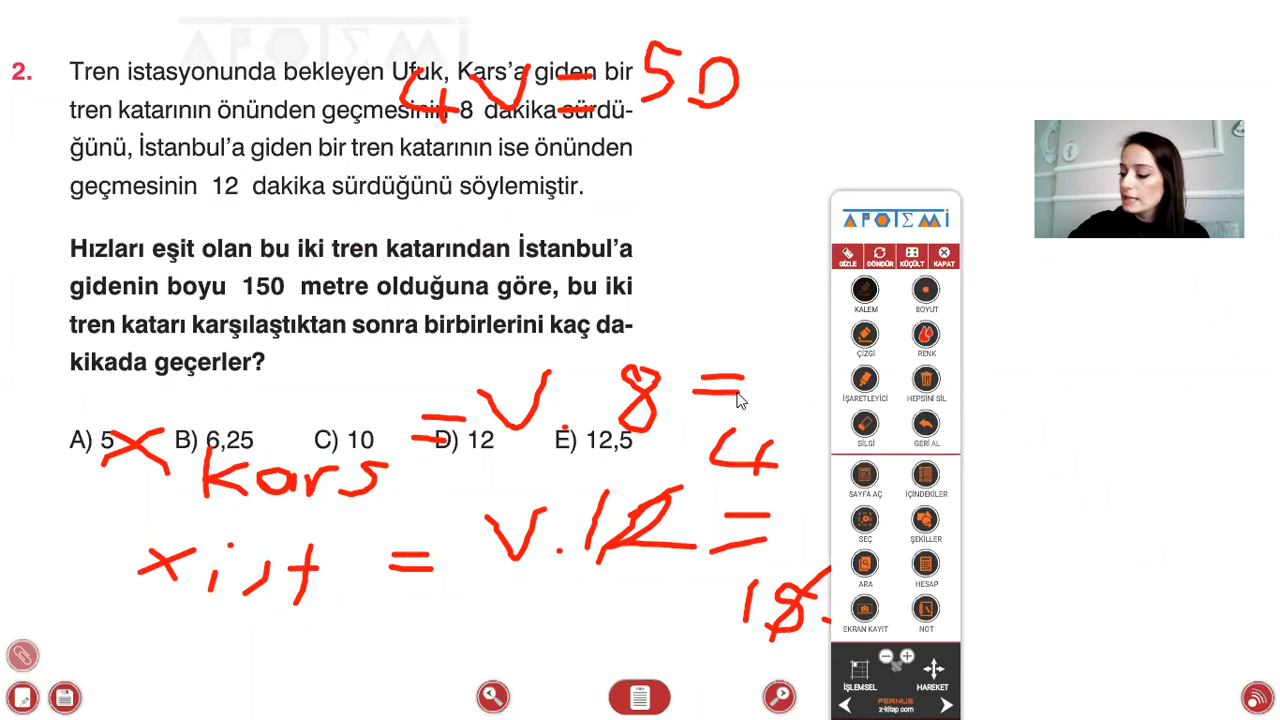 APOTEMİ
2. Tren istasyonunda bekleyen Ufuk, Kars'a giden bir
4V = 5D
tren katarının önünden geçmesinin 8 dakika sürdü-
ğünü, İstanbul'a giden bir tren katarının ise önünden
geçmesinin 12 dakika sürdüğünü söylemiştir.
Hızları eşit olan bu iki tren katarından İstanbul'a
gidenin boyu 150 metre olduğuna göre, bu iki
tren katarı karşılaştıktan sonra birbirlerini kaç da-
kikada geçerler?
A) 5 B) 6,25 C) 10 D) 12 E) 12,5
x kars = V. 8 =
4
x ist = V. 12 =
APOTEMİ
GİZLE DÖNDÜR KÜÇÜLT KAPAT
KALEM BOYUT
ÇİZGİ RENK
İŞARETLEYİCİ HEPSİNİ SİL
SİLGİ GERİ AL
SAYFA AÇ İÇİNDEKİLER
SEÇ ŞEKİLLER
ARA HESAP
EKRAN KAYIT NOT
İŞLEMSEL HAREKET
FERNUS
z-kitap.com